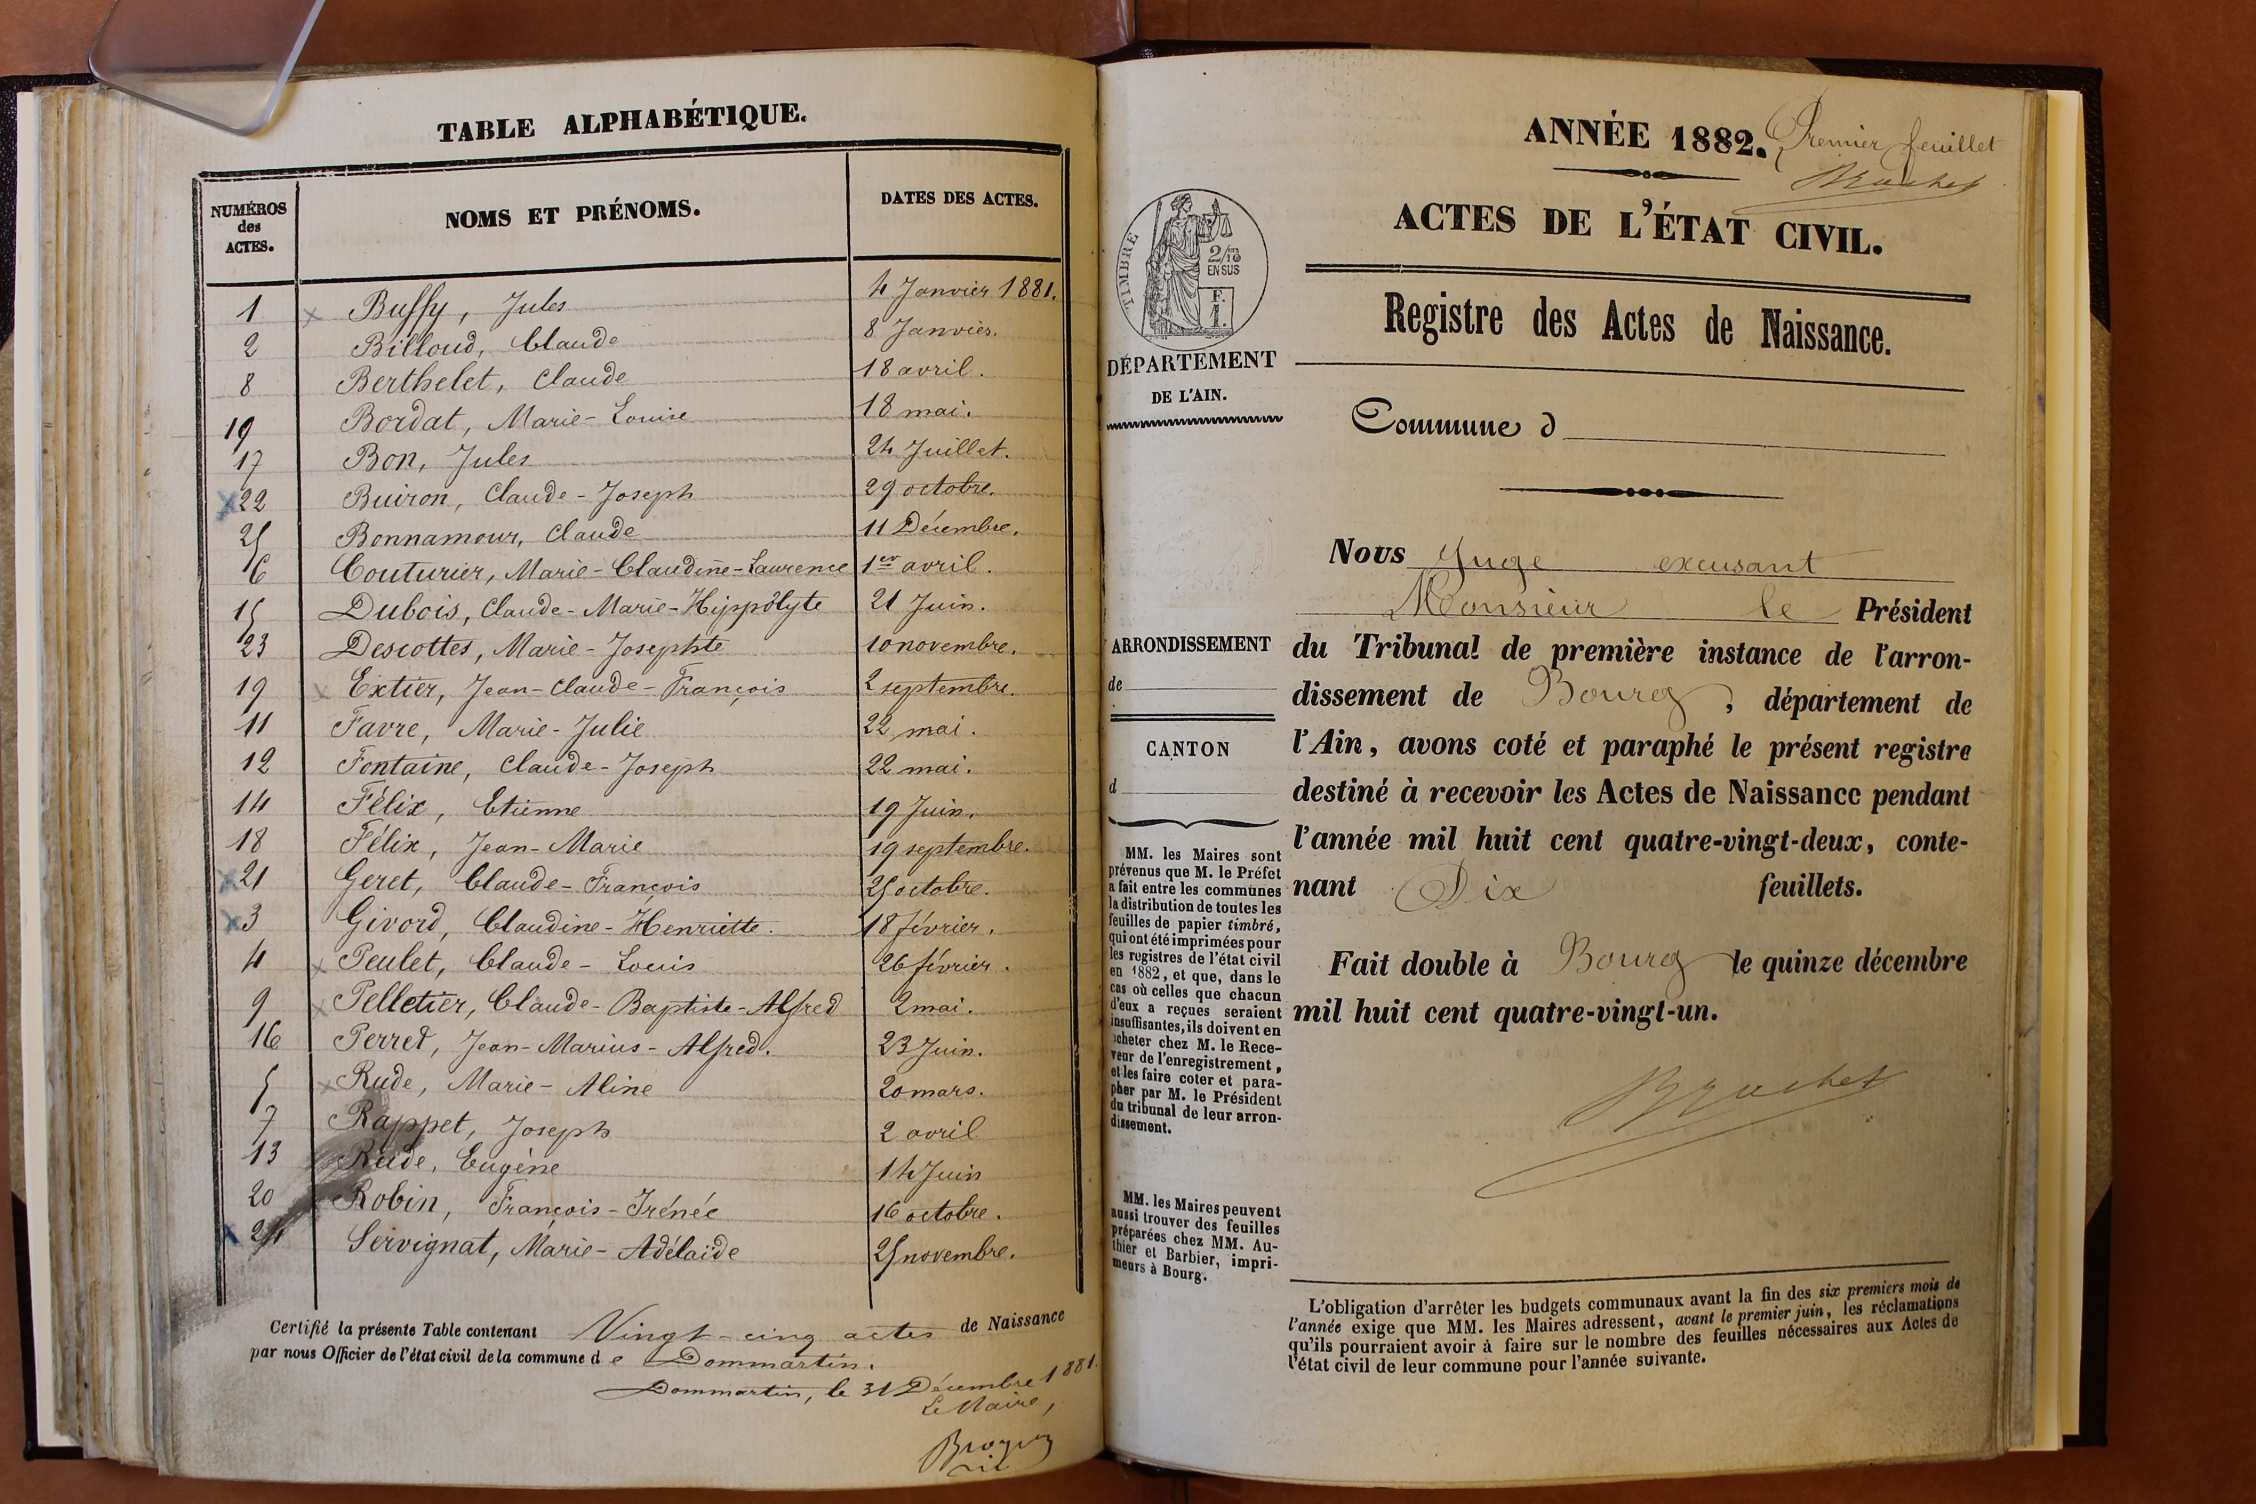 TABLE ALPHABÉTIQUE.
NUMÉROS des ACTES. NOMS ET PRÉNOMS. DATES DES ACTES.
1 Buffy, Jules 4 Janvier 1881.
2 Billoud, Claude 8 Janvier.
8 Berthelet, Claude 18 avril.
19 Bordat, Marie-Louise 18 mai.
17 Bon, Jules 24 Juillet.
x22 Buiron, Claude-Joseph 29 octobre.
25 Bonnamour, Claude 11 Décembre.
6 Couturier, Marie-Claudine-Laurence 1er avril.
15 Dubois, Claude-Marie-Hippôlyte 21 Juin.
23 Descottes, Marie-Josephte 10 novembre.
19 x Extier, Jean-Claude-François 2 septembre.
11 Favre, Marie-Julie 22 mai.
12 Fontaine, Claude-Joseph 22 mai.
14 Félix, Etienne 19 Juin.
18 Félix, Jean-Marie 19 septembre.
x21 Geret, Claude-François 25 octobre.
x3 Givord, Claudine-Henriette. 18 février.
4 x Peulet, Claude-Louis 26 février.
9 x Pelletier, Claude-Baptiste-Alfred 2 mai.
16 Perret, Jean-Marius-Alfred. 23 Juin.
5 x Rude, Marie-Aline 20 mars.
7 Rappet, Joseph 2 avril
13 Rude, Eugène 14 Juin
20 Robin, François-Irénée 16 octobre.
x 24 Servignat, Marie-Adélaïde 25 novembre.
Certifié la présente Table contenant Vingt-cinq actes de Naissance
par nous Officier de l'état civil de la commune de Dommartin.
Dommartin, le 31 Décembre 1881.
Le Maire,
ANNÉE 1882. Premier feuillet
Brachet
ACTES DE L'ÉTAT CIVIL.
Registre des Actes de Naissance.
TIMBRE
2/10
EN SUS
F.
1.
DÉPARTEMENT
DE L'AIN.
Commune d
Nous Juge excusant
Monsieur le Président
du Tribunal de première instance de l'arron-
dissement de Bourg, département de
l'Ain, avons coté et paraphé le présent registre
destiné à recevoir les Actes de Naissance pendant
l'année mil huit cent quatre-vingt-deux, conte-
nant Dix feuillets.
Fait double à Bourg le quinze décembre
mil huit cent quatre-vingt-un.
Brachet
ARRONDISSEMENT
de
CANTON
d
MM. les Maires sont
prévenus que M. le Préfet
a fait entre les communes
la distribution de toutes les
feuilles de papier timbré,
qui ont été imprimées pour
les registres de l'état civil
en 1882, et que, dans le
cas où celles que chacun
d'eux a reçues seraient
insuffisantes, ils doivent en
acheter chez M. le Rece-
veur de l'enregistrement,
et les faire coter et para-
pher par M. le Président
du tribunal de leur arron-
dissement.
MM. les Maires peuvent
aussi trouver des feuilles
préparées chez MM. Au-
thier et Barbier, impri-
meurs à Bourg.
L'obligation d'arrêter les budgets communaux avant la fin des six premiers mois de
l'année exige que MM. les Maires adressent, avant le premier juin, les réclamations
qu'ils pourraient avoir à faire sur le nombre des feuilles nécessaires aux Actes de
l'état civil de leur commune pour l'année suivante.